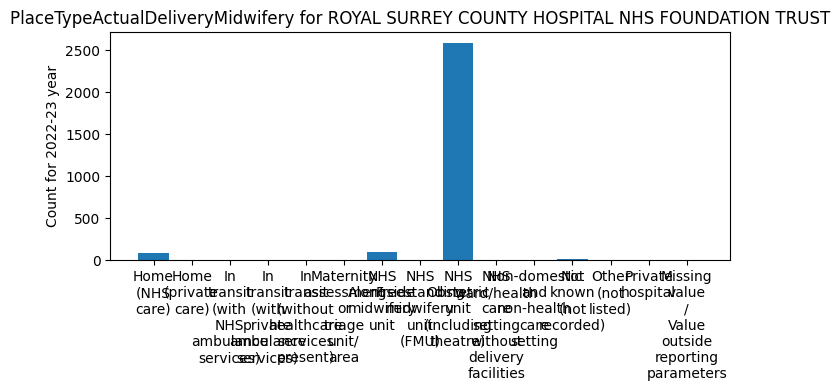 PlaceTypeActualDeliveryMidwifery for ROYAL SURREY COUNTY HOSPITAL NHS FOUNDATION TRUST
Count for 2022-23 year
2500
2000
1500
1000
500
0
Home
(NHS
care)
Home
(private
care)
In
transit
(with
NHS
ambulance
services)
In
transit
(with
private
ambulance
services)
In
transit
(without
healthcare
services
present)
Maternity
assessment
or
triage
unit/
area
NHS
Alongside
midwifery
unit
NHS
Freestanding
midwifery
unit
(FMU)
NHS
Obstetric
unit
(including
theatre)
NHS
ward/health
care
setting
without
delivery
facilities
Non-domestic
and
non-health
care
setting
Not
known
(not
recorded)
Other
(not
listed)
Private
hospital
Missing
value
/
Value
outside
reporting
parameters